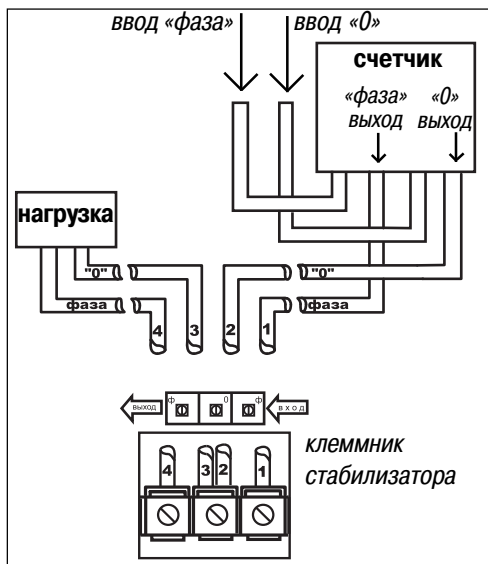 ввод «фаза» ввод «0»
счетчик
«фаза» «0»
выход выход
нагрузка
"0" "0"
фаза фаза
4 3 2 1
ф 0 ф
выход вход
4 3 2 1
клеммник
стабилизатора